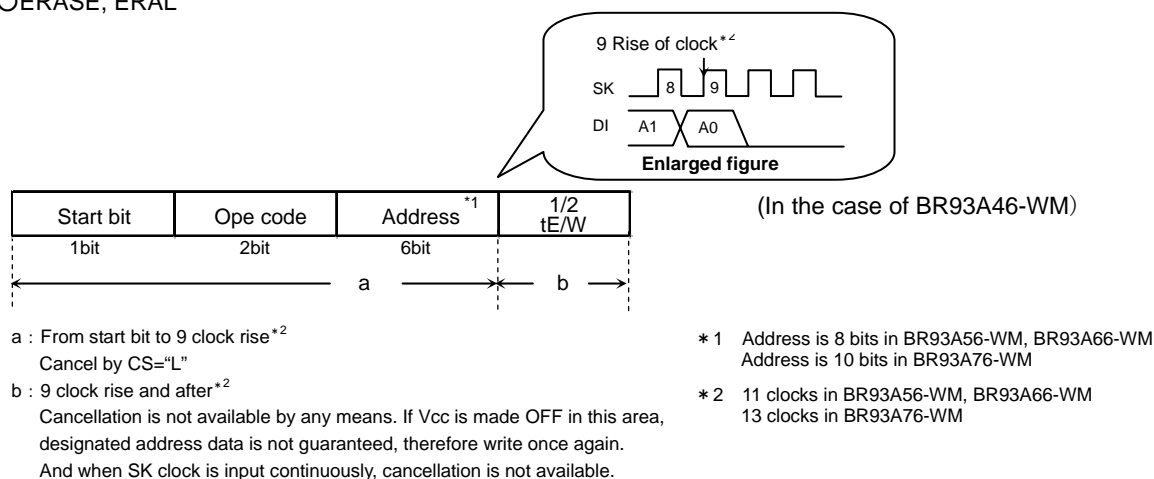 ○ERASE, ERAL
9 Rise of clock*2
SK 8 9
DI A1 A0
Enlarged figure
Start bit Ope code Address *1 1/2 tE/W
(In the case of BR93A46-WM)
1bit 2bit 6bit
a b
a : From start bit to 9 clock rise*2
Cancel by CS=“L”
b : 9 clock rise and after*2
Cancellation is not available by any means. If Vcc is made OFF in this area,
designated address data is not guaranteed, therefore write once again.
And when SK clock is input continuously, cancellation is not available.
*1 Address is 8 bits in BR93A56-WM, BR93A66-WM
Address is 10 bits in BR93A76-WM
*2 11 clocks in BR93A56-WM, BR93A66-WM
13 clocks in BR93A76-WM